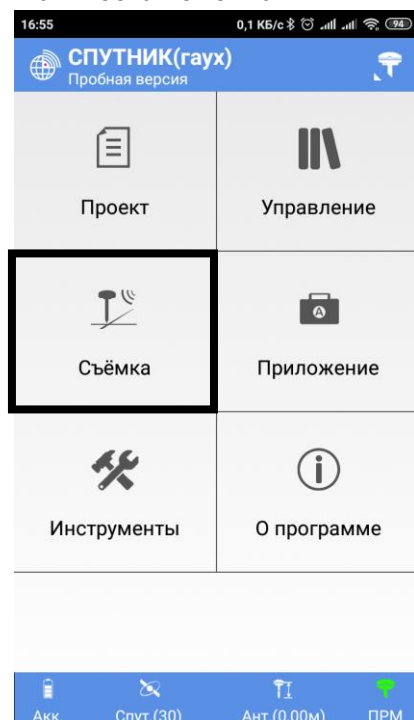 16:55 0,1 КБ/с 94
СПУТНИК(гаух)
Пробная версия
Проект Управление
Съёмка Приложение
А
Инструменты О программе
Акк Спут (30) Ант (0.00м) ПРМ